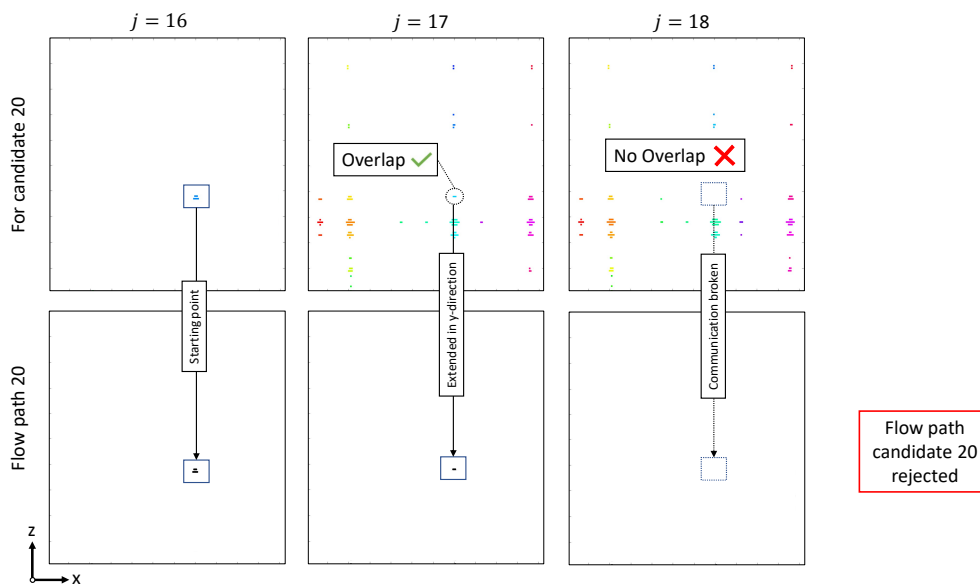 j = 16
j = 17
j = 18
For candidate 20
Overlap
No Overlap
Starting point
Extended in y-direction
Communication broken
Flow path 20
Flow path
candidate 20
rejected
z
x